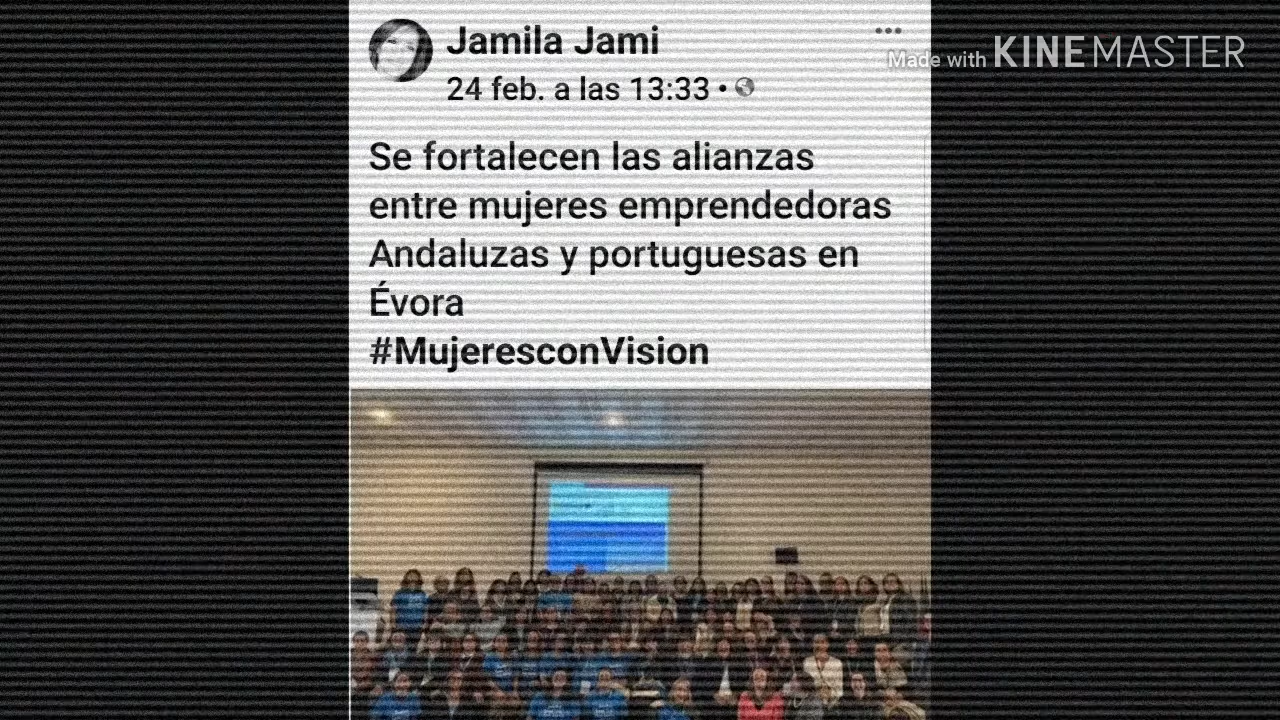 Jamila Jami
Made with KINEMASTER
24 feb. a las 13:33
Se fortalecen las alianzas
entre mujeres emprendedoras
Andaluzas y portuguesas en
Évora
#MujeresconVision